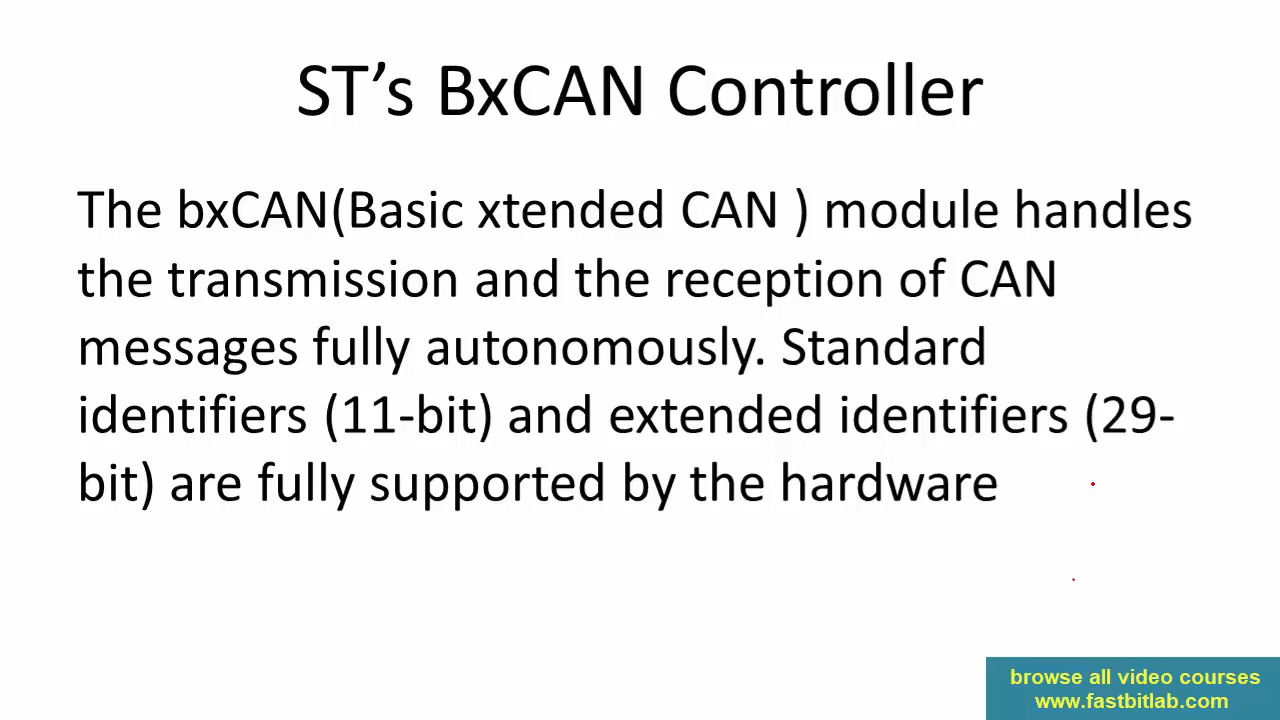 ST’s BxCAN Controller
The bxCAN(Basic xtended CAN ) module handles
the transmission and the reception of CAN
messages fully autonomously. Standard
identifiers (11-bit) and extended identifiers (29-
bit) are fully supported by the hardware
browse all video courses
www.fastbitlab.com